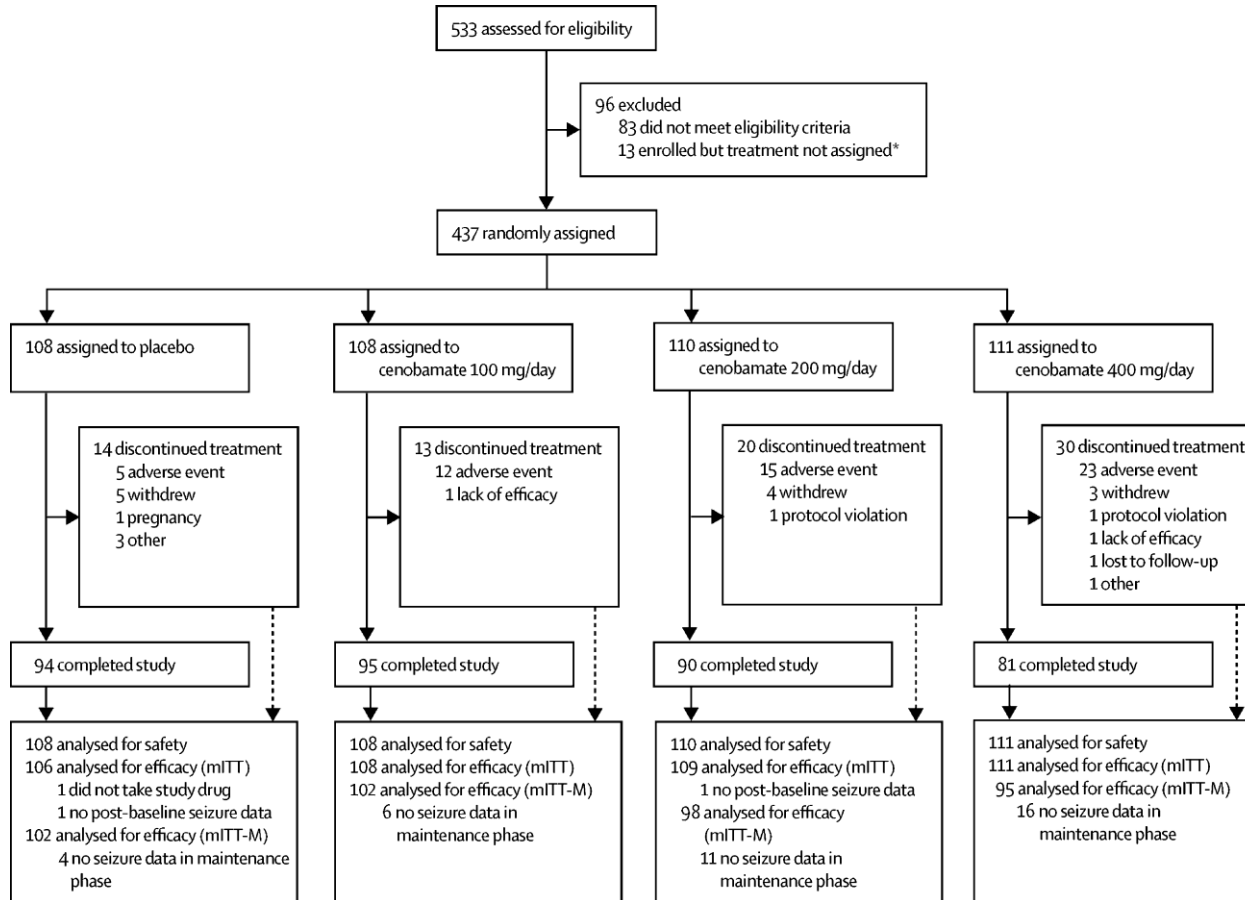 533 assessed for eligibility
96 excluded
83 did not meet eligibility criteria
13 enrolled but treatment not assigned*
437 randomly assigned
108 assigned to placebo
108 assigned to
cenobamate 100 mg/day
110 assigned to
cenobamate 200 mg/day
111 assigned to
cenobamate 400 mg/day
14 discontinued treatment
5 adverse event
5 withdrew
1 pregnancy
3 other
13 discontinued treatment
12 adverse event
1 lack of efficacy
20 discontinued treatment
15 adverse event
4 withdrew
1 protocol violation
30 discontinued treatment
23 adverse event
3 withdrew
1 protocol violation
1 lack of efficacy
1 lost to follow-up
1 other
94 completed study
95 completed study
90 completed study
81 completed study
108 analysed for safety
106 analysed for efficacy (mITT)
1 did not take study drug
1 no post-baseline seizure data
102 analysed for efficacy (mITT-M)
4 no seizure data in maintenance
phase
108 analysed for safety
108 analysed for efficacy (mITT)
102 analysed for efficacy (mITT-M)
6 no seizure data in
maintenance phase
110 analysed for safety
109 analysed for efficacy (mITT)
1 no post-baseline seizure data
98 analysed for efficacy
(mITT-M)
11 no seizure data in
maintenance phase
111 analysed for safety
111 analysed for efficacy (mITT)
95 analysed for efficacy (mITT-M)
16 no seizure data in
maintenance phase